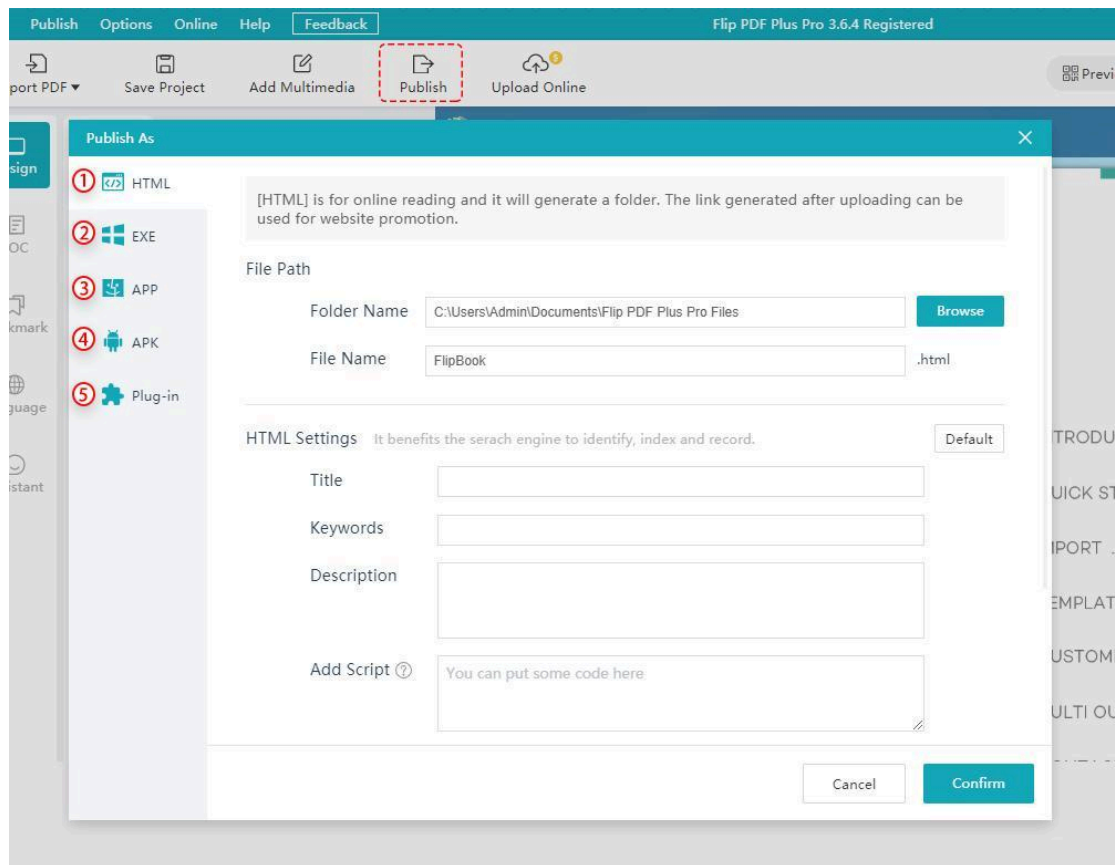 Publish Options Online Help Feedback Flip PDF Plus Pro 3.6.4 Registered
port PDF Save Project Add Multimedia Publish Upload Online Previ
sign
OC
kmark
guage
istant
Publish As
1 HTML
2 EXE
3 APP
4 APK
5 Plug-in
[HTML] is for online reading and it will generate a folder. The link generated after uploading can be
used for website promotion.
File Path
Folder Name C:\Users\Admin\Documents\Flip PDF Plus Pro Files Browse
File Name FlipBook .html
HTML Settings It benefits the serach engine to identify, index and record. Default
Title
Keywords
Description
Add Script ? You can put some code here
Cancel Confirm
TRODU
UICK ST
IPORT .
EMPLAT
USTOM
ULTI OU